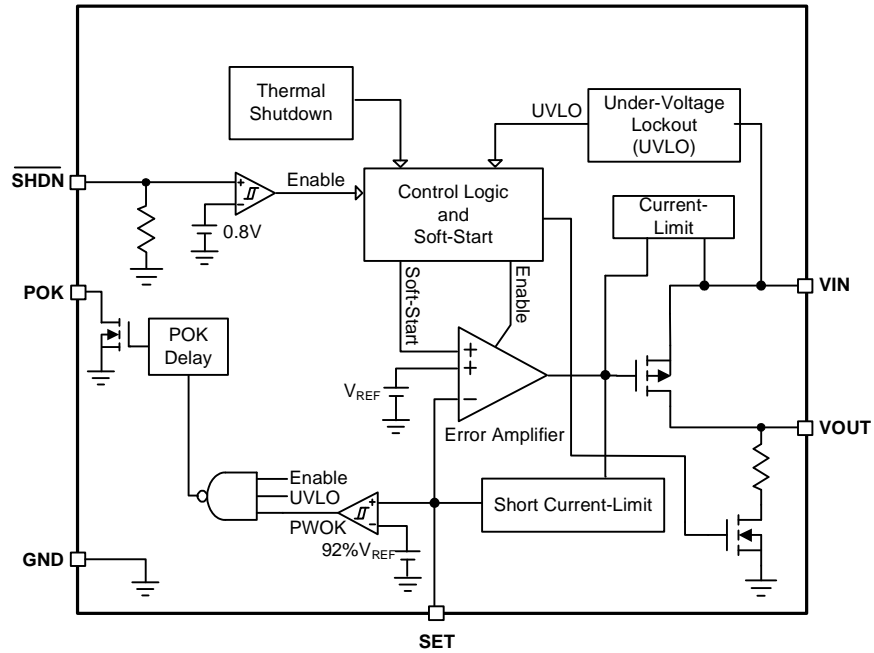 Thermal
Shutdown
UVLO
Under-Voltage
Lockout
(UVLO)
SHDN
Enable
0.8V
Control Logic
and
Soft-Start
Current-
Limit
POK
VIN
POK
Delay
Soft-Start
Enable
VREF
Error Amplifier
VOUT
Enable
UVLO
PWOK
92%VREF
Short Current-Limit
GND
SET